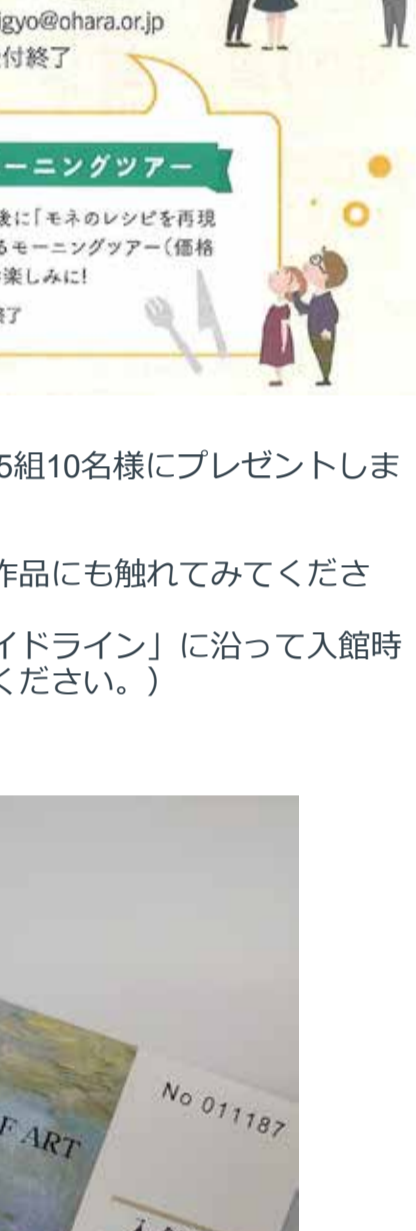 igyo@ohara.or.jp
付終了
ーニングツアー
後に「モネのレシピを再現
るモーニングツアー(価格
楽しみに!
終了
5組10名様にプレゼントしま
作品にも触れてみてくださ
イドライン」に沿って入館時
ください。)
No 011187
F ART